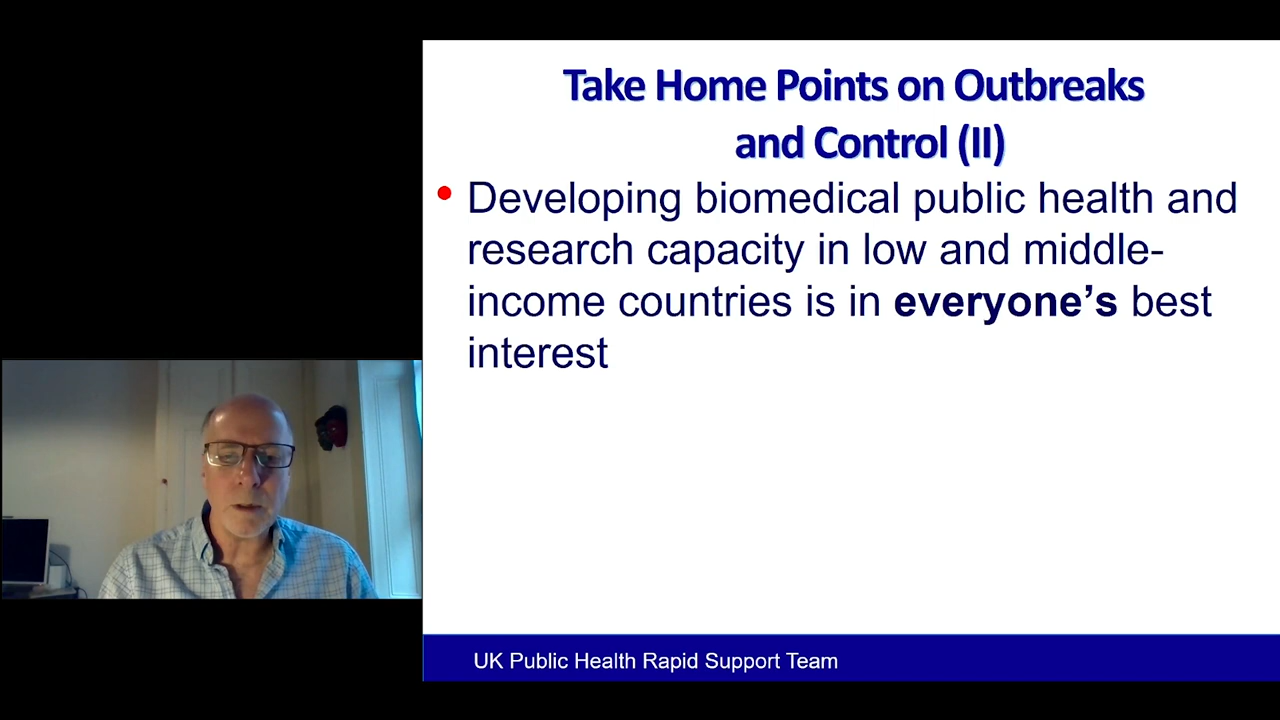 Take Home Points on Outbreaks
and Control (II)
• Developing biomedical public health and
research capacity in low and middle-
income countries is in everyone’s best
interest
UK Public Health Rapid Support Team